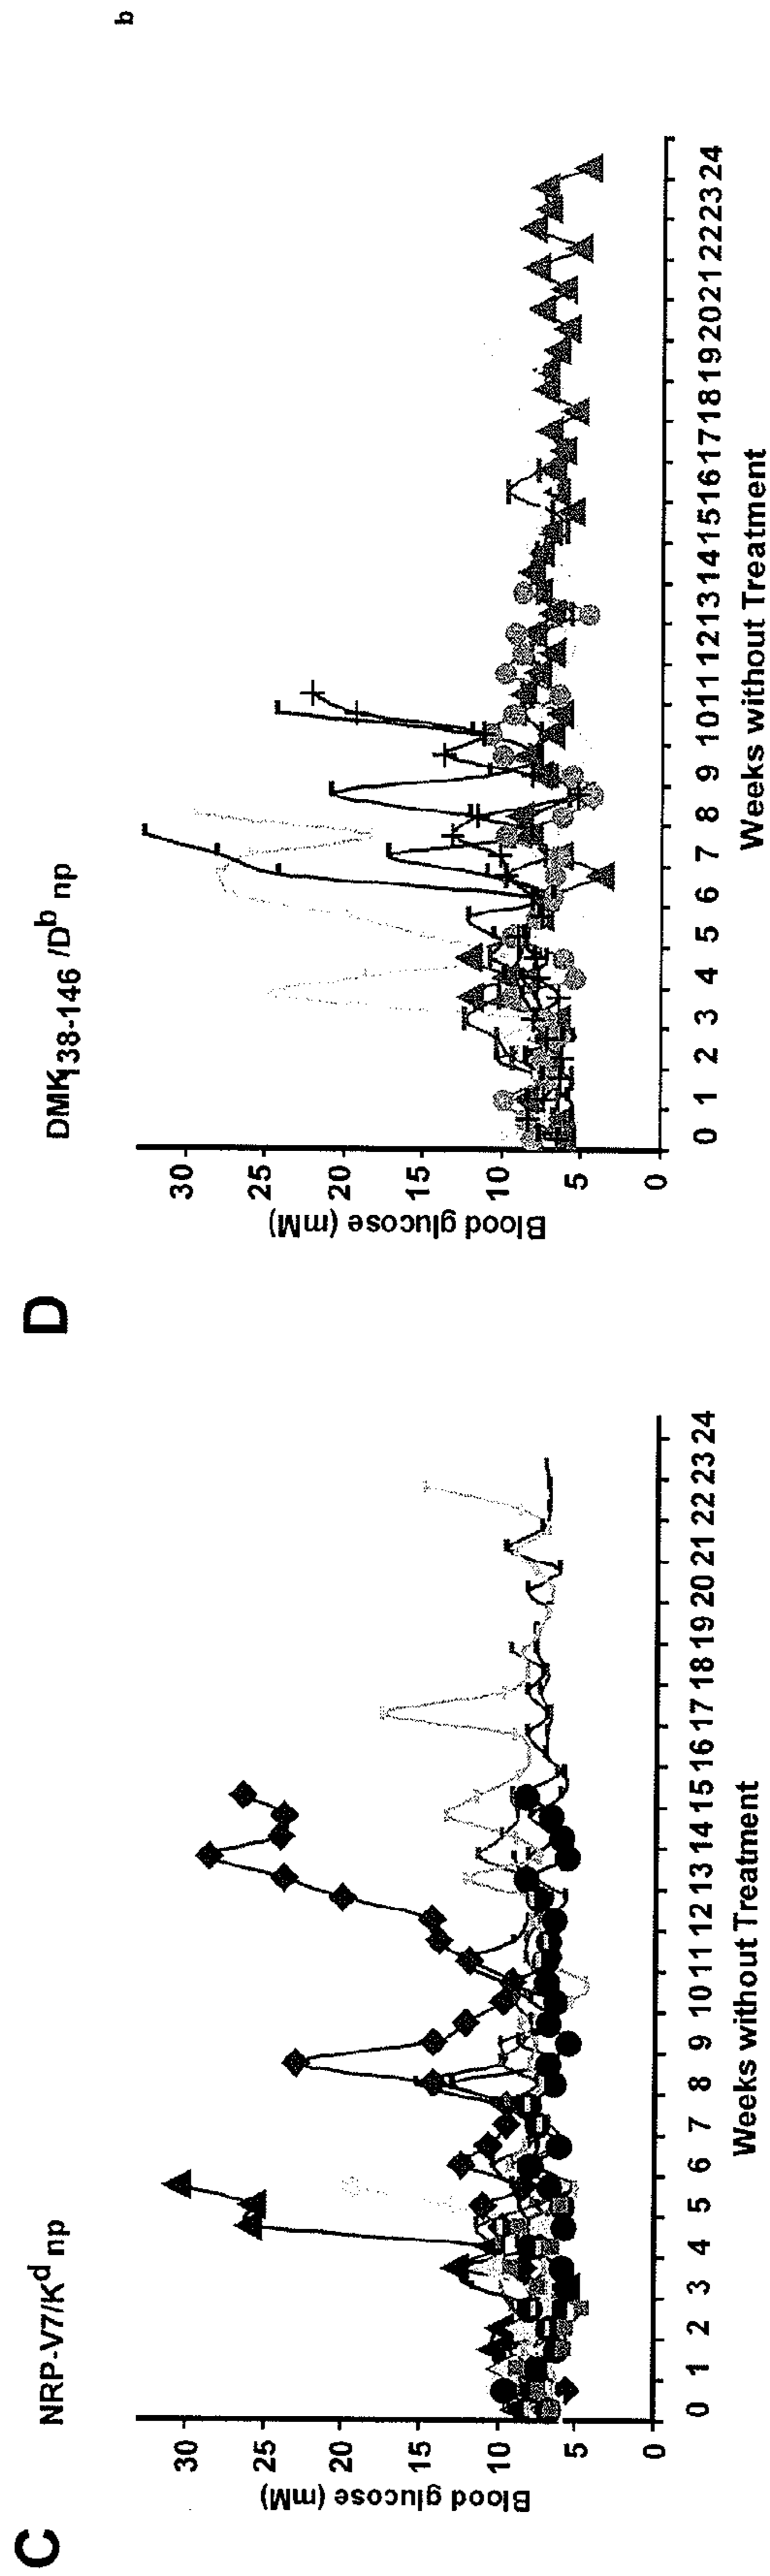 C
NRP-V7/Kd np
Blood glucose (mM)
30
25
20
15
10
5
0
0 1 2 3 4 5 6 7 8 9 10 11 12 13 14 15 16 17 18 19 20 21 22 23 24
Weeks without Treatment
D
DMK138-146 /Db np
Blood glucose (mM)
30
25
20
15
10
5
0
0 1 2 3 4 5 6 7 8 9 10 11 12 13 14 15 16 17 18 19 20 21 22 23 24
Weeks without Treatment
b